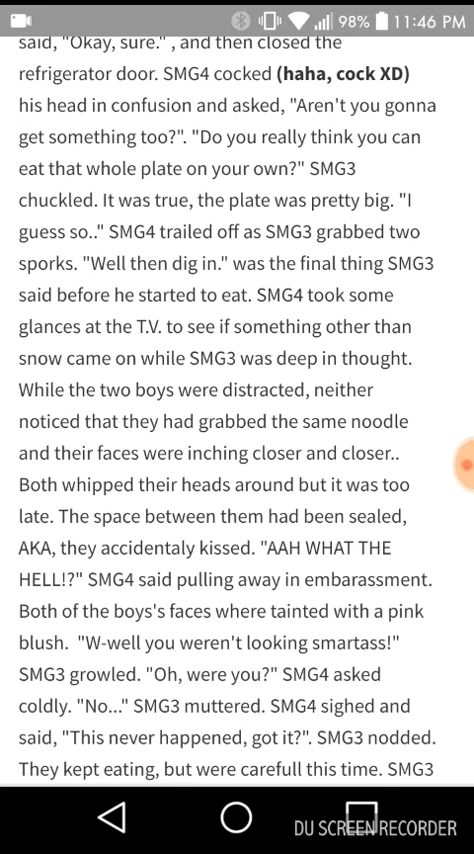 98% 11:46 PM
said, "Okay, sure." , and then closed the
refrigerator door. SMG4 cocked (haha, cock XD)
his head in confusion and asked, "Aren't you gonna
get something too?". "Do you really think you can
eat that whole plate on your own?" SMG3
chuckled. It was true, the plate was pretty big. "I
guess so.." SMG4 trailed off as SMG3 grabbed two
sporks. "Well then dig in." was the final thing SMG3
said before he started to eat. SMG4 took some
glances at the T.V. to see if something other than
snow came on while SMG3 was deep in thought.
While the two boys were distracted, neither
noticed that they had grabbed the same noodle
and their faces were inching closer and closer..
Both whipped their heads around but it was too
late. The space between them had been sealed,
AKA, they accidentaly kissed. "AAH WHAT THE
HELL!?" SMG4 said pulling away in embarassment.
Both of the boys's faces where tainted with a pink
blush.  "W-well you weren't looking smartass!"
SMG3 growled. "Oh, were you?" SMG4 asked
coldly. "No..." SMG3 muttered. SMG4 sighed and
said, "This never happened, got it?". SMG3 nodded.
They kept eating, but were carefull this time. SMG3
DU SCREEN RECORDER